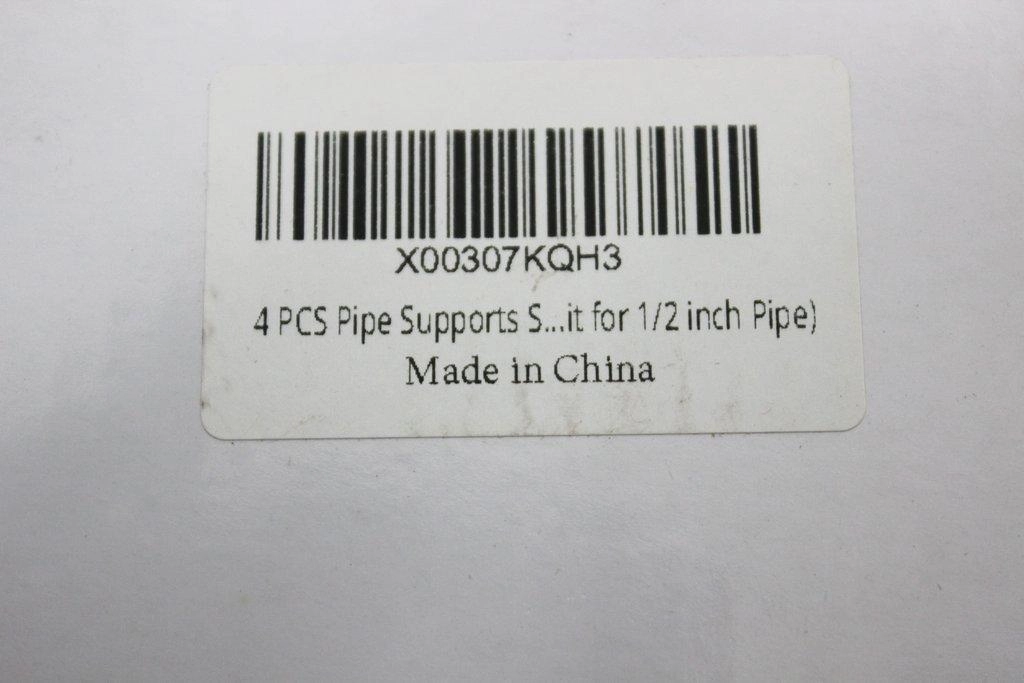 X00307KQH3
4 PCS Pipe Supports S...it for 1/2 inch Pipe)
Made in China